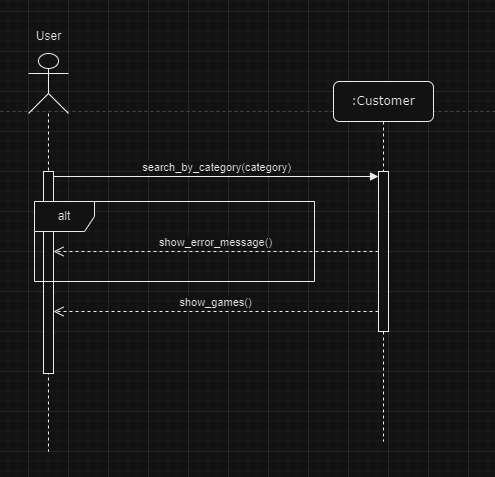 User
:Customer
search_by_category(category)
alt
show_error_message()
show_games()